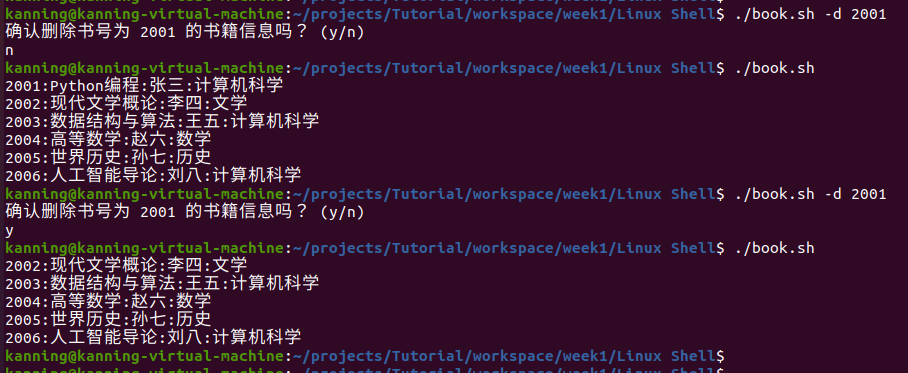 kanning@kanning-virtual-machine:~/projects/Tutorial/workspace/week1/Linux Shell$ ./book.sh -d 2001
确认删除书号为 2001 的书籍信息吗？ (y/n)
n
kanning@kanning-virtual-machine:~/projects/Tutorial/workspace/week1/Linux Shell$ ./book.sh
2001:Python编程:张三:计算机科学
2002:现代文学概论:李四:文学
2003:数据结构与算法:王五:计算机科学
2004:高等数学:赵六:数学
2005:世界历史:孙七:历史
2006:人工智能导论:刘八:计算机科学
kanning@kanning-virtual-machine:~/projects/Tutorial/workspace/week1/Linux Shell$ ./book.sh -d 2001
确认删除书号为 2001 的书籍信息吗？ (y/n)
y
kanning@kanning-virtual-machine:~/projects/Tutorial/workspace/week1/Linux Shell$ ./book.sh
2002:现代文学概论:李四:文学
2003:数据结构与算法:王五:计算机科学
2004:高等数学:赵六:数学
2005:世界历史:孙七:历史
2006:人工智能导论:刘八:计算机科学
kanning@kanning-virtual-machine:~/projects/Tutorial/workspace/week1/Linux Shell$